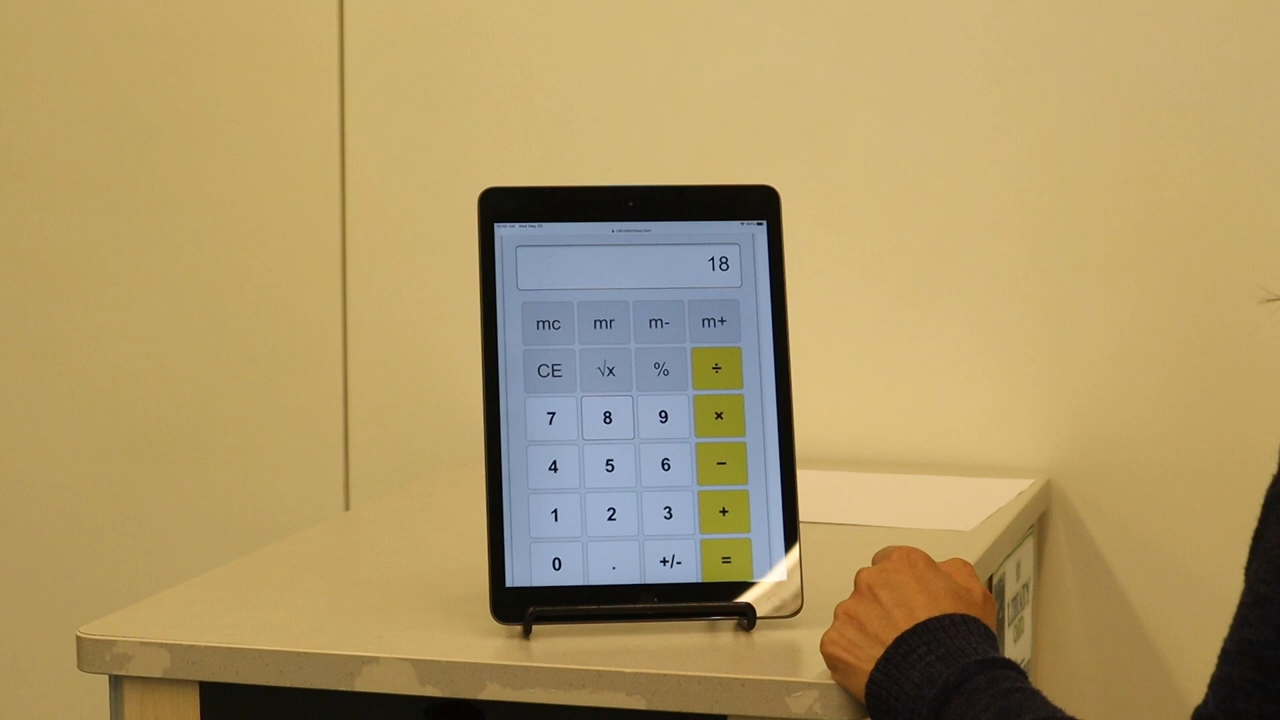 18
mc mr m- m+
CE √x % ÷
7 8 9 ×
4 5 6 −
1 2 3 +
0 . +/- =